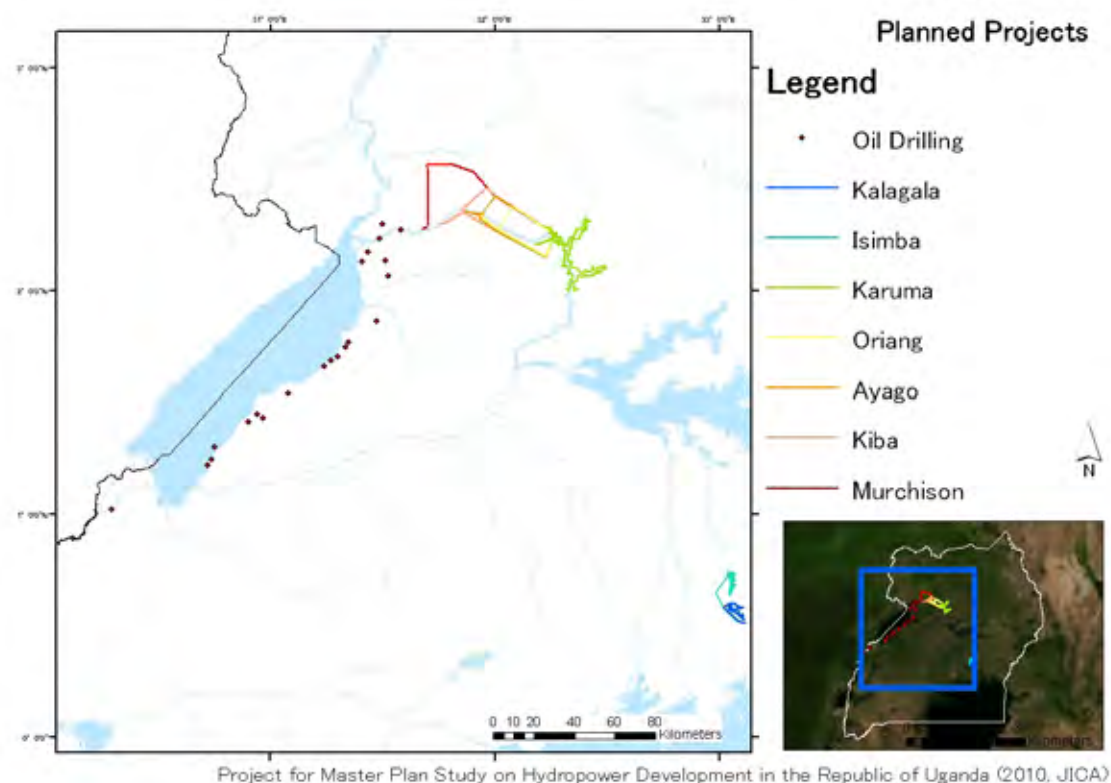 Planned Projects
Legend
Oil Drilling
Kalagala
Isimba
Karuma
Oriang
Ayago
Kiba
Murchison
N
0 10 20 40 60 80
Kilometers
Kilometers
Project for Master Plan Study on Hydropower Development in the Republic of Uganda (2010, JICA)